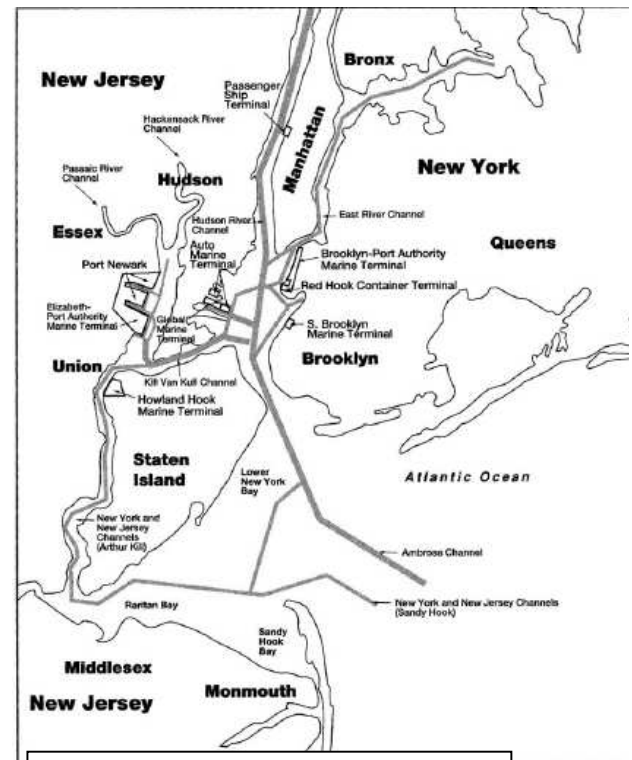 Bronx
New Jersey
Passenger
Ship
Terminal
Hackensack River
Channel
Manhattan
Passaic River
Channel
Hudson
New York
Essex
Hudson River
Channel
East River Channel
Auto
Marine
Terminal
Queens
Port Newark
Brooklyn-Port Authority
Marine Terminal
Red Hook Container Terminal
Elizabeth-
Port Authority
Marine Terminal
Global
Marine
Terminal
S. Brooklyn
Marine Terminal
Union
Brooklyn
Kill Van Kull Channel
Howland Hook
Marine Terminal
Staten
Island
Lower
New York
Bay
Atlantic Ocean
New York and
New Jersey
Channels
(Arthur Kill)
Ambrose Channel
Raritan Bay
New York and New Jersey Channels
(Sandy Hook)
Sandy
Hook
Bay
Middlesex
Monmouth
New Jersey